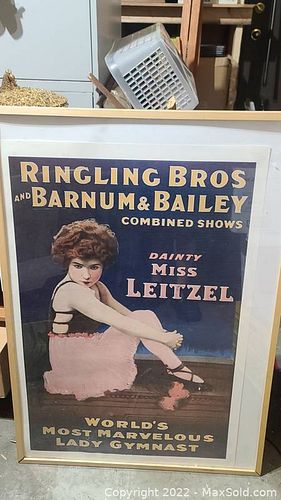 RINGLING BROS
AND BARNUM & BAILEY
COMBINED SHOWS
DAINTY
MISS
LEITZEL
WORLD'S
MOST MARVELOUS
LADY GYMNAST
Copyright 2022 - MaxSold.com